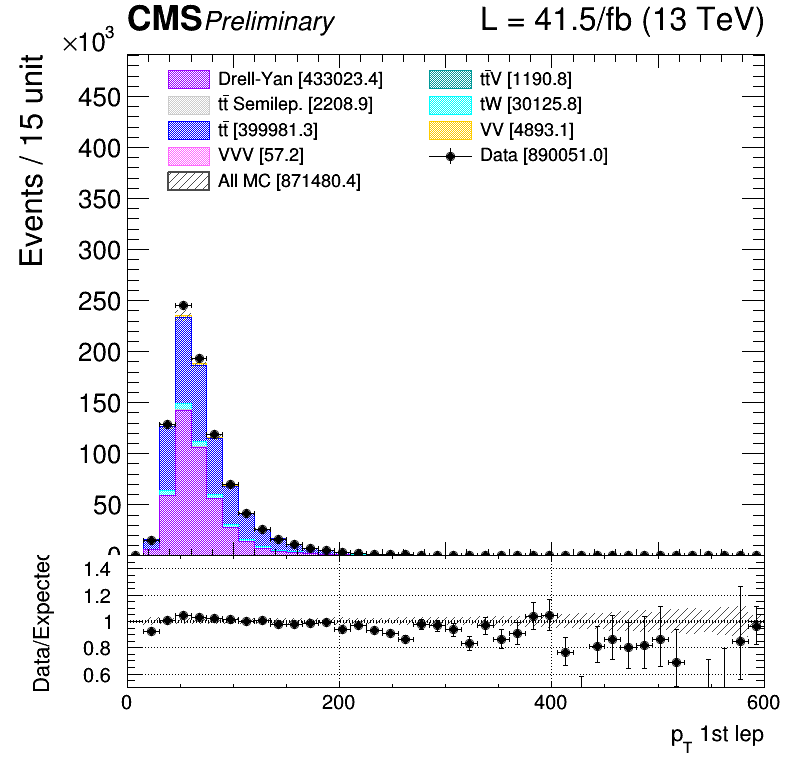 CMS Preliminary L = 41.5/fb (13 TeV)
×10³
Events / 15 unit
Drell-Yan [433023.4]
tt̄ Semilep. [2208.9]
tt̄ [399981.3]
VVV [57.2]
All MC [871480.4]
tt̄V [1190.8]
tW [30125.8]
VV [4893.1]
Data [890051.0]
450
400
350
300
250
200
150
100
50
0
Data/Expected
1.4
1.2
1
0.8
0.6
0 200 400 600
p_T 1st lep